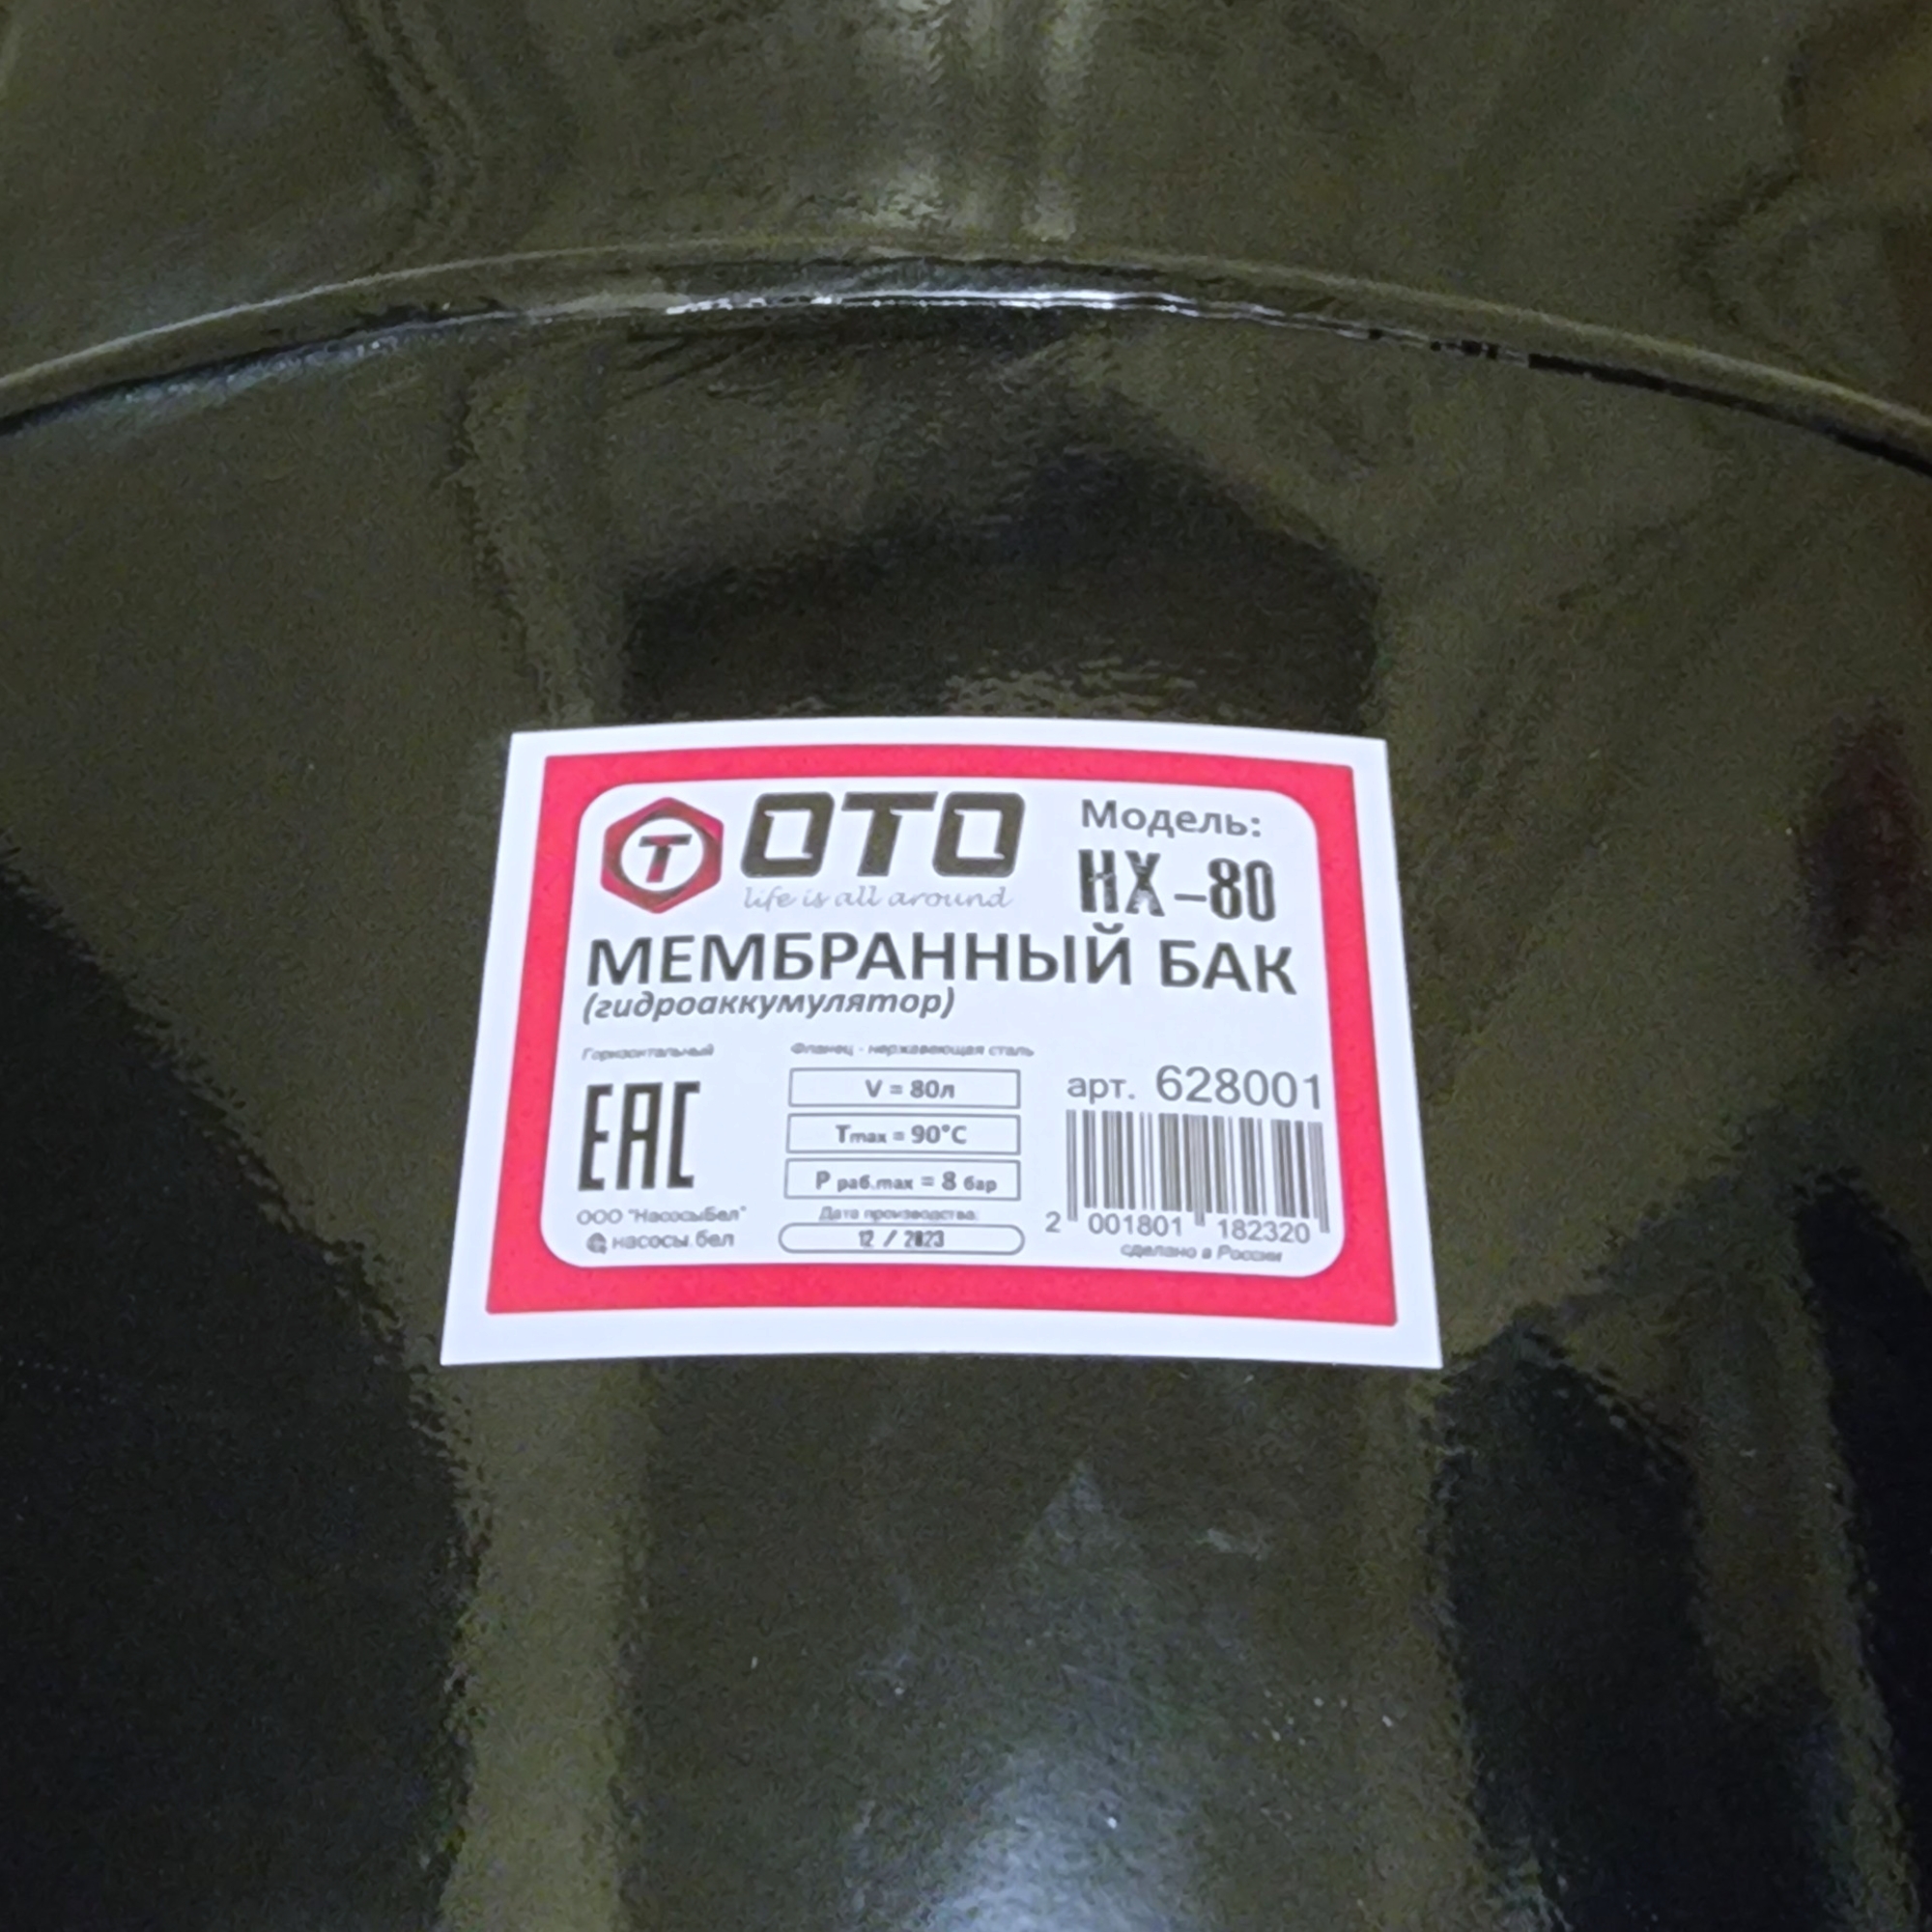 T OTO
life is all around
Модель:
HX-80
МЕМБРАННЫЙ БАК
(гидроаккумулятор)
Горизонтальный
Фланец - нержавеющая сталь
EAC
V = 80л
Tmax = 90°C
P раб.max = 8 бар
Дата производства:
12 / 2023
ООО "НасосыБел"
насосы.бел
арт. 628001
2 001801 182320
сделано в России